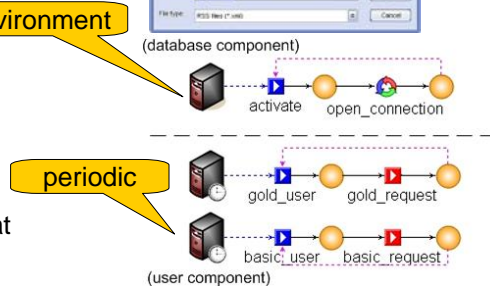 vironment
File type: RSS files (*.xml) Cancel
(database component)
activate open_connection
periodic
gold_user gold_request
at
basic_user basic_request
(user component)